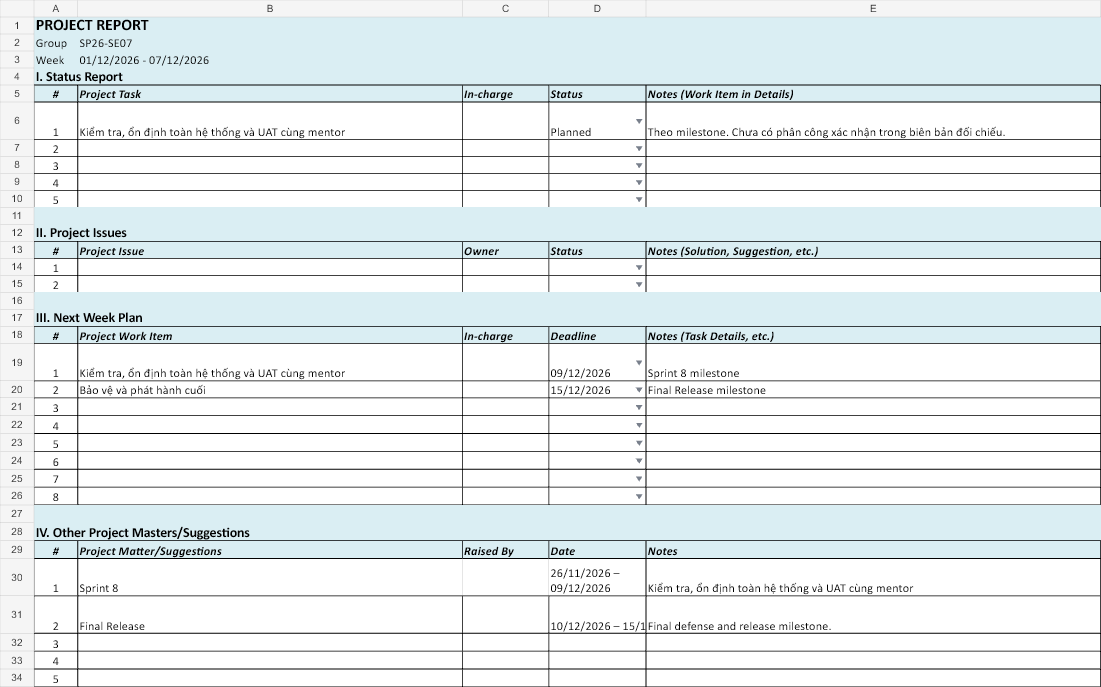 A B C D E
1 PROJECT REPORT
2 Group SP26-SE07
3 Week 01/12/2026 - 07/12/2026
4 I. Status Report
5 # Project Task In-charge Status Notes (Work Item in Details)
6 1 Kiểm tra, ổn định toàn hệ thống và UAT cùng mentor Planned Theo milestone. Chưa có phân công xác nhận trong biên bản đối chiếu.
7 2
8 3
9 4
10 5
11
12 II. Project Issues
13 # Project Issue Owner Status Notes (Solution, Suggestion, etc.)
14 1
15 2
16
17 III. Next Week Plan
18 # Project Work Item In-charge Deadline Notes (Task Details, etc.)
19 1 Kiểm tra, ổn định toàn hệ thống và UAT cùng mentor 09/12/2026 Sprint 8 milestone
20 2 Bảo vệ và phát hành cuối 15/12/2026 Final Release milestone
21 3
22 4
23 5
24 6
25 7
26 8
27
28 IV. Other Project Masters/Suggestions
29 # Project Matter/Suggestions Raised By Date Notes
30 1 Sprint 8 26/11/2026 – 09/12/2026 Kiểm tra, ổn định toàn hệ thống và UAT cùng mentor
31 2 Final Release 10/12/2026 – 15/1 Final defense and release milestone.
32 3
33 4
34 5